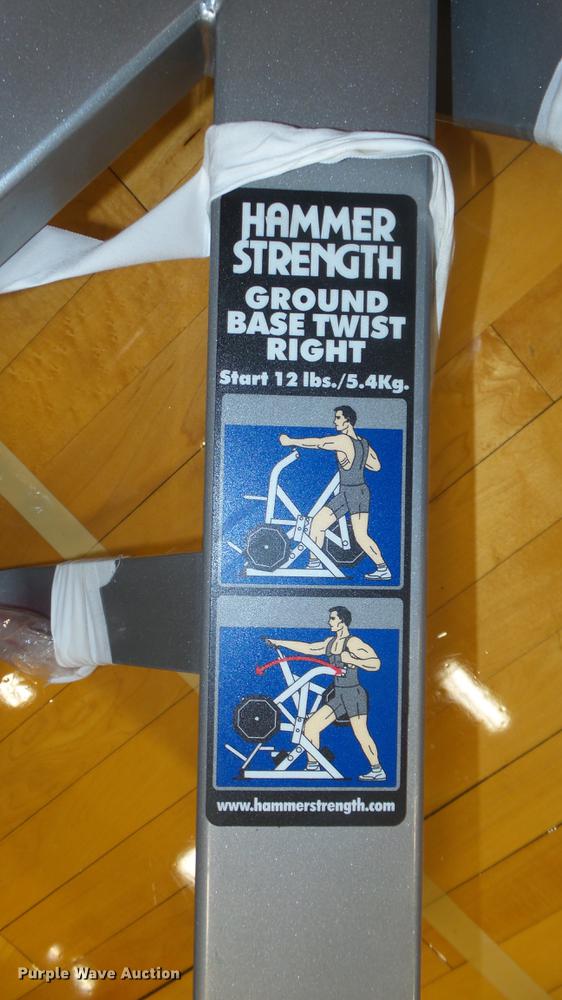 HAMMER
STRENGTH
GROUND
BASE TWIST
RIGHT
Start 12 lbs./5.4Kg.
www.hammerstrength.com
Purple Wave Auction